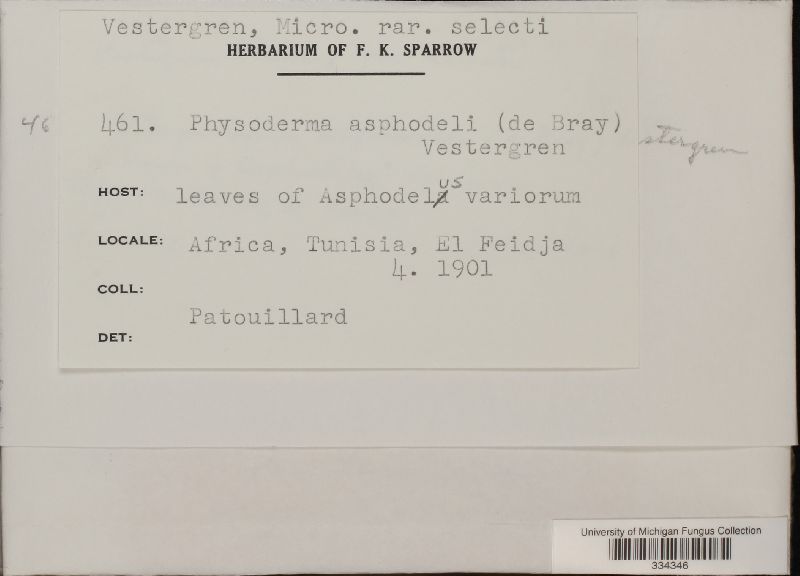 Vestergren, Micro. rar. selecti
HERBARIUM OF F. K. SPARROW
46
461. Physoderma asphodeli (de Bray)
Vestergren
stergren
HOST: leaves of Asphodelus variorum
LOCALE: Africa, Tunisia, El Feidja
4. 1901
COLL:
Patouillard
DET:
University of Michigan Fungus Collection
334346